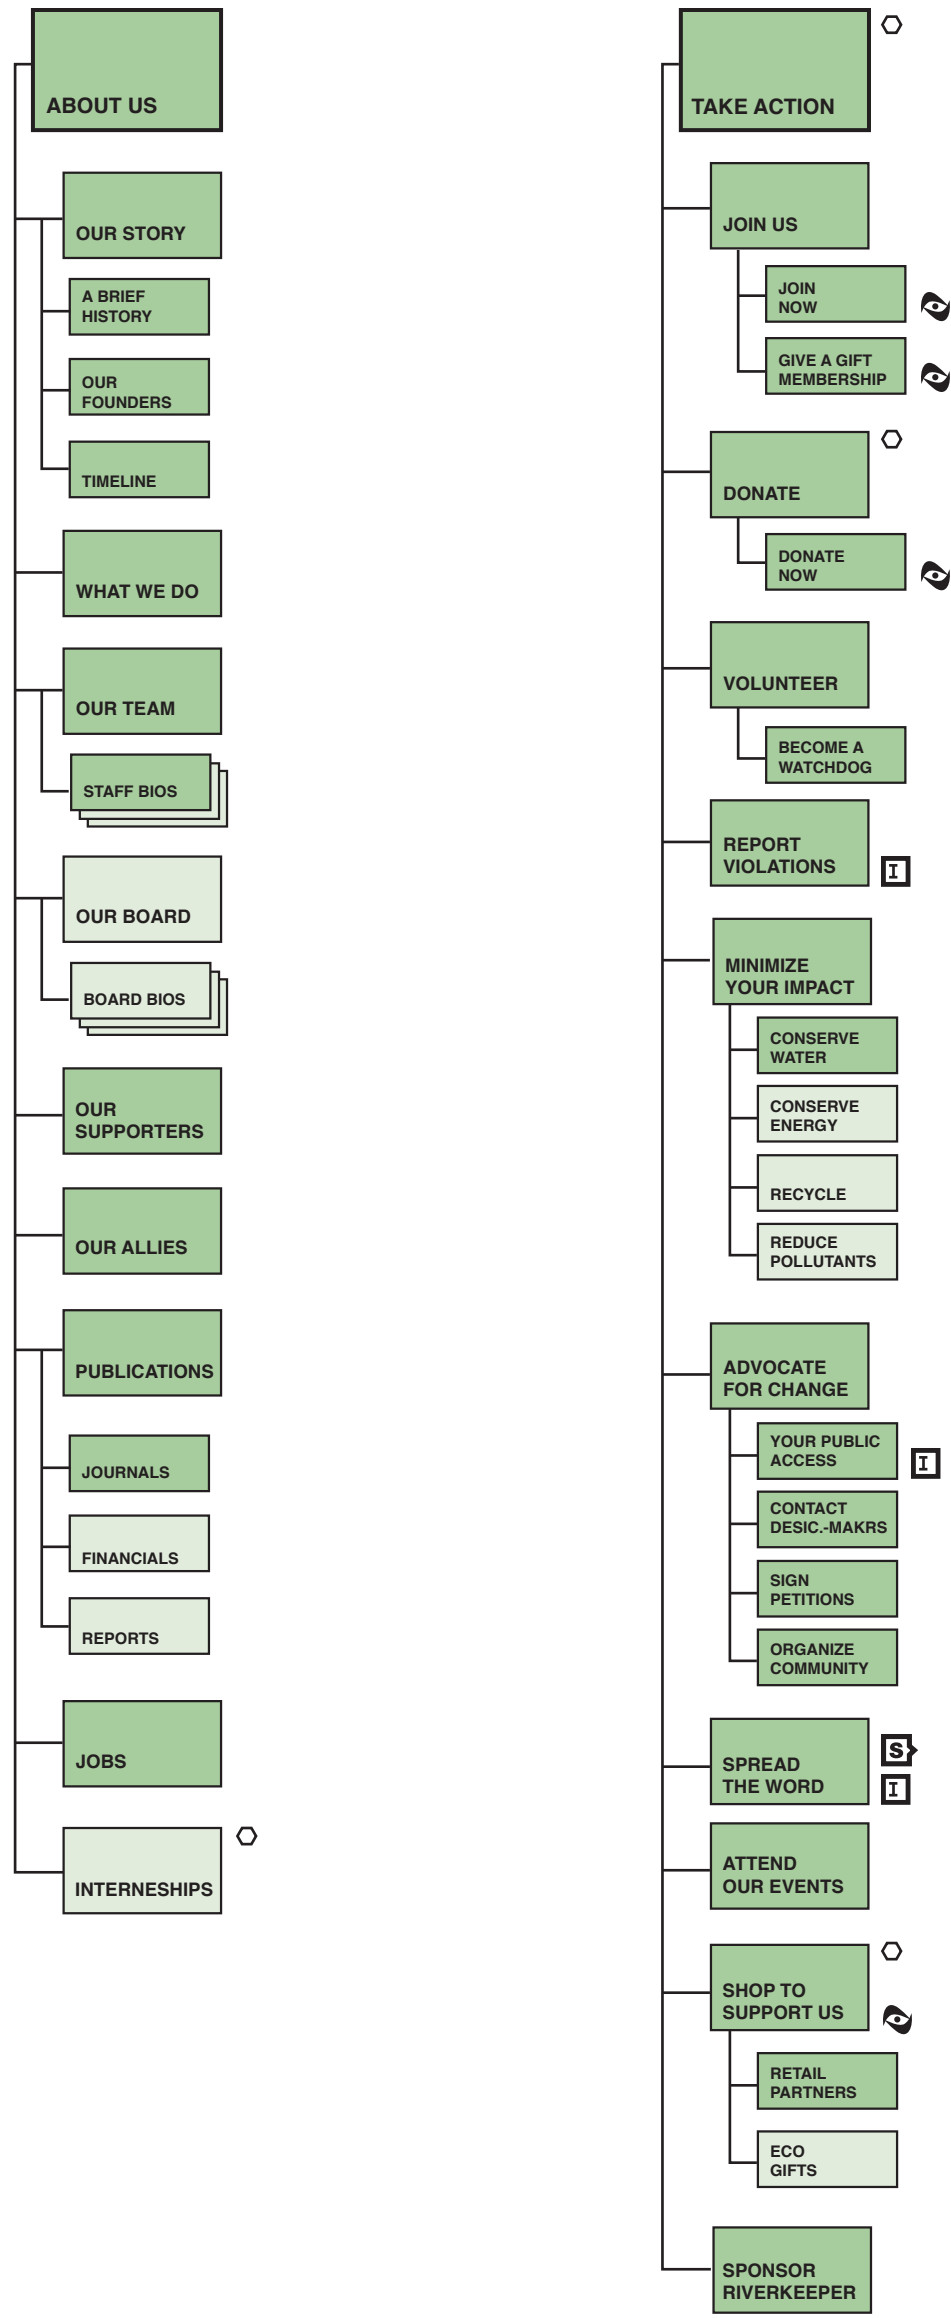 ABOUT US
OUR STORY
A BRIEF
HISTORY
OUR
FOUNDERS
TIMELINE
WHAT WE DO
OUR TEAM
STAFF BIOS
OUR BOARD
BOARD BIOS
OUR
SUPPORTERS
OUR ALLIES
PUBLICATIONS
JOURNALS
FINANCIALS
REPORTS
JOBS
INTERNESHIPS
TAKE ACTION
JOIN US
JOIN
NOW
GIVE A GIFT
MEMBERSHIP
DONATE
DONATE
NOW
VOLUNTEER
BECOME A
WATCHDOG
REPORT
VIOLATIONS
I
MINIMIZE
YOUR IMPACT
CONSERVE
WATER
CONSERVE
ENERGY
RECYCLE
REDUCE
POLLUTANTS
ADVOCATE
FOR CHANGE
YOUR PUBLIC
ACCESS
I
CONTACT
DESIC.-MAKRS
SIGN
PETITIONS
ORGANIZE
COMMUNITY
SPREAD
THE WORD
S
I
ATTEND
OUR EVENTS
SHOP TO
SUPPORT US
RETAIL
PARTNERS
ECO
GIFTS
SPONSOR
RIVERKEEPER